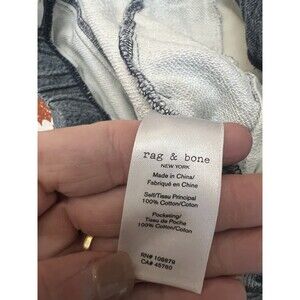 rag & bone
NEW YORK
Made in China/
Fabriqué en Chine
Self/Tissu Principal
100% Cotton/Coton
Pocketing/
Tissu de Poche
100% Cotton/Coton
RN# 108879
CA# 45760